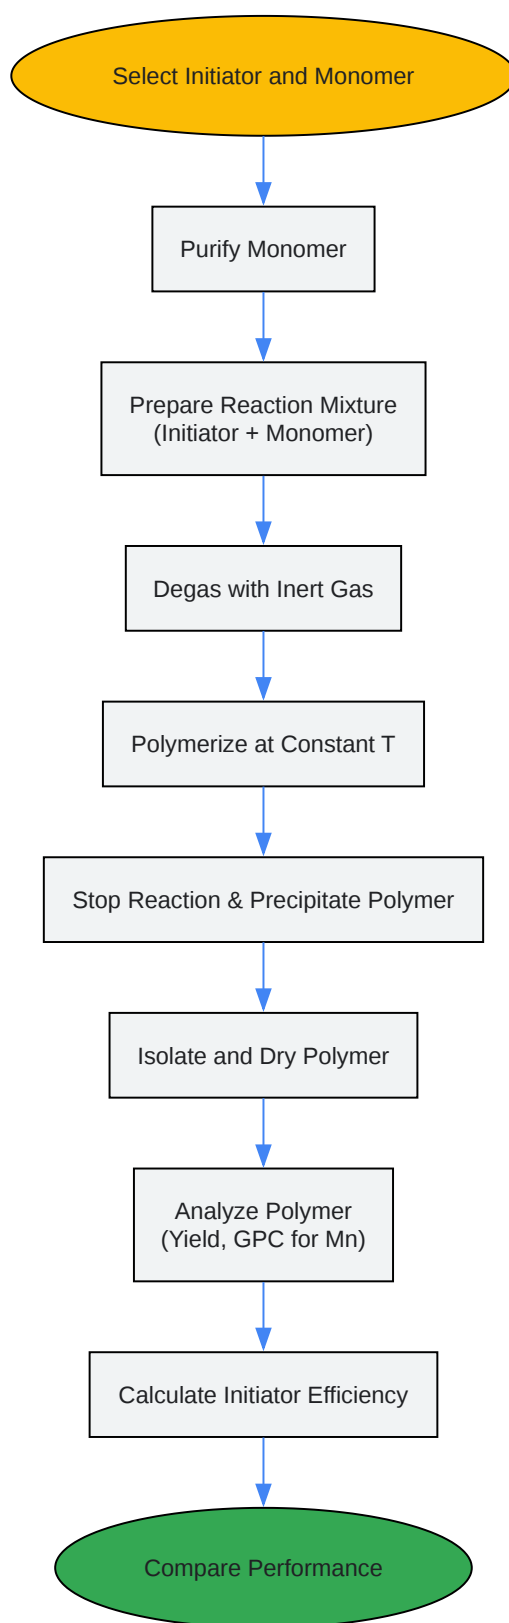 Select Initiator and Monomer
Purify Monomer
Prepare Reaction Mixture
(Initiator + Monomer)
Degas with Inert Gas
Polymerize at Constant T
Stop Reaction & Precipitate Polymer
Isolate and Dry Polymer
Analyze Polymer
(Yield, GPC for Mn)
Calculate Initiator Efficiency
Compare Performance